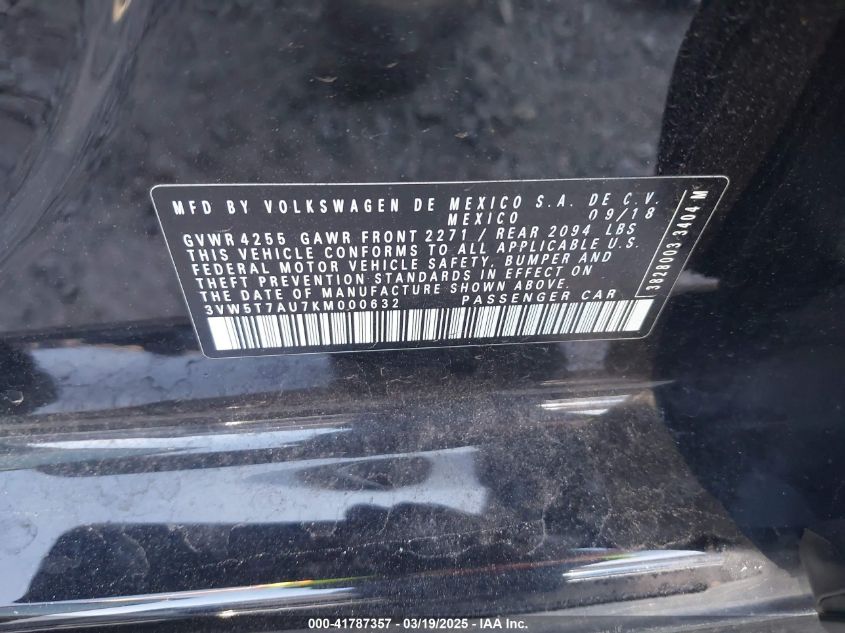 MFD BY VOLKSWAGEN DE MEXICO S.A. DE C.V.
MEXICO 09/18
GVWR 4255 GAWR FRONT 2271 / REAR 2094 LBS
THIS VEHICLE CONFORMS TO ALL APPLICABLE U.S.
FEDERAL MOTOR VEHICLE SAFETY, BUMPER AND
THEFT PREVENTION STANDARDS IN EFFECT ON
THE DATE OF MANUFACTURE SHOWN ABOVE.
3VW5T7AU7KM000632 PASSENGER CAR
3828003 3404 M
000-41787357 - 03/19/2025 - IAA Inc.